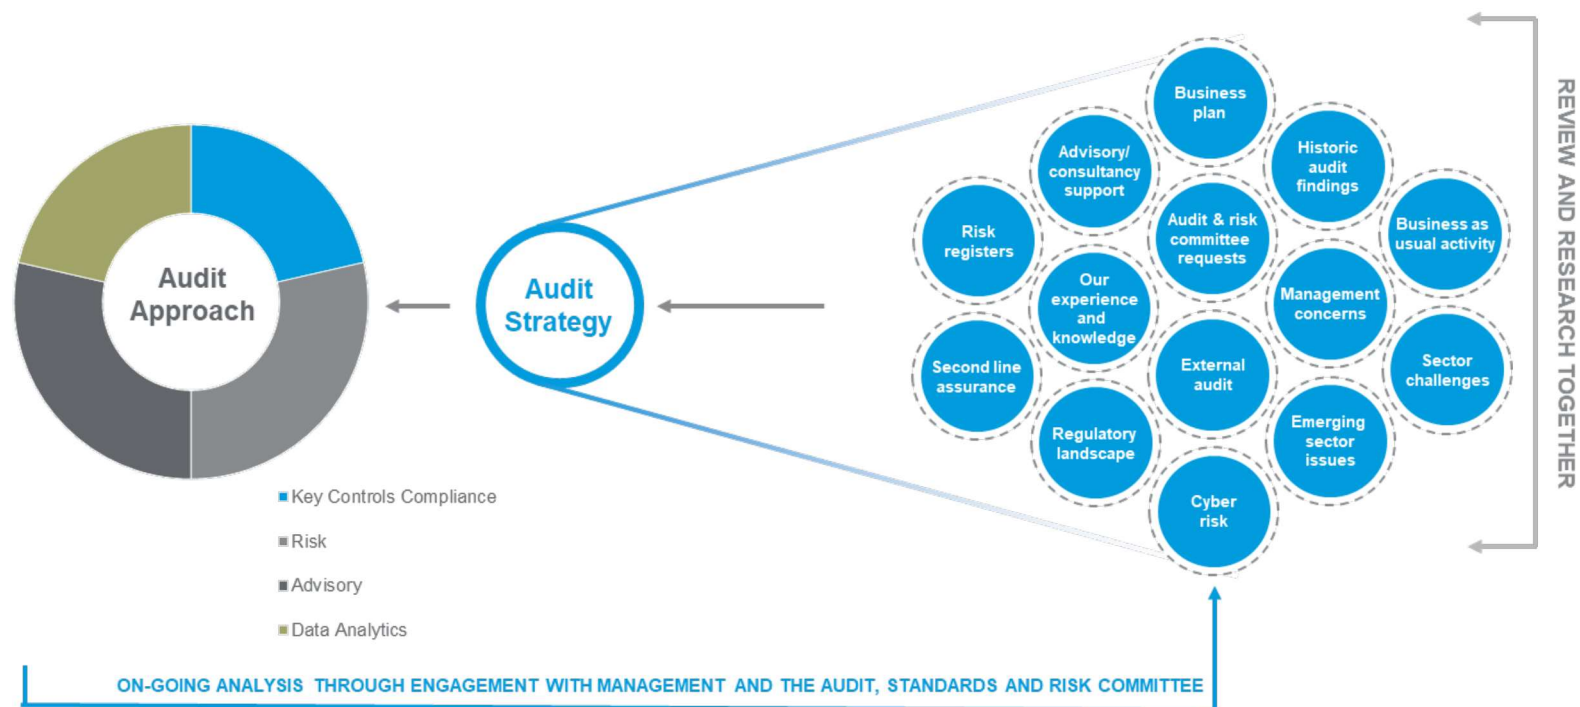 Audit
Approach
Key Controls Compliance
Risk
Advisory
Data Analytics
Audit
Strategy
Business
plan
Advisory/
consultancy
support
Historic
audit
findings
Risk
registers
Audit & risk
committee
requests
Business as
usual activity
Our
experience
and
knowledge
Management
concerns
Second line
assurance
External
audit
Sector
challenges
Regulatory
landscape
Emerging
sector
issues
Cyber
risk
REVIEW AND RESEARCH TOGETHER
ON-GOING ANALYSIS THROUGH ENGAGEMENT WITH MANAGEMENT AND THE AUDIT, STANDARDS AND RISK COMMITTEE